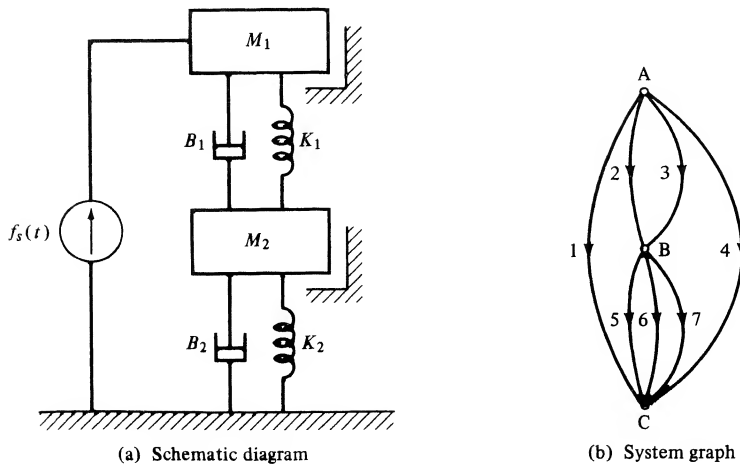 M₁
B₁
K₁
fₛ(t)
M₂
B₂
K₂
(a) Schematic diagram
A
2
3
1
B
4
5
6
7
C
(b) System graph